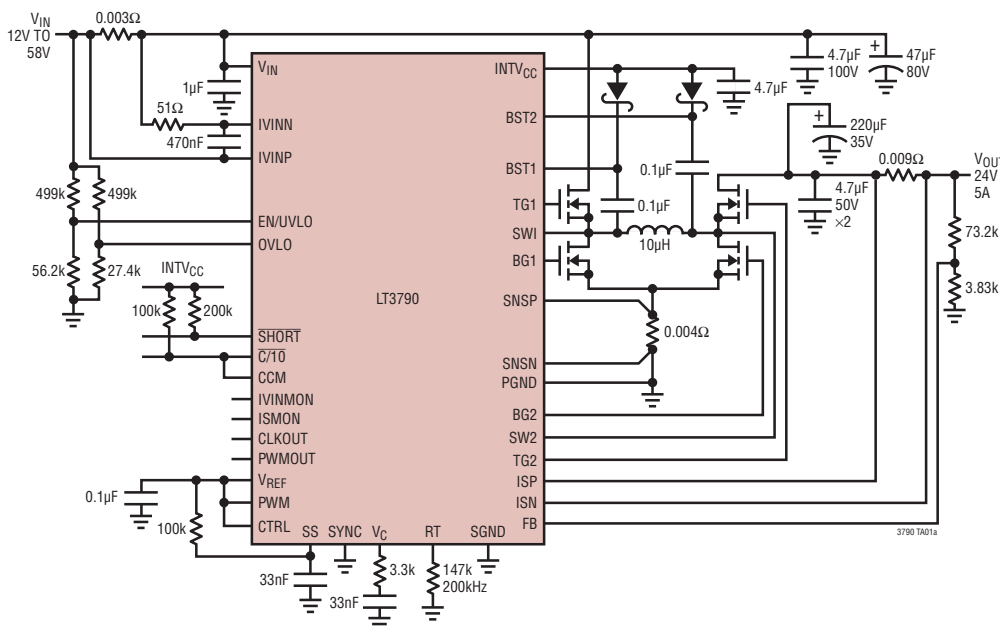 VIN
12V TO
58V
0.003Ω
1µF
51Ω
470nF
499k
499k
56.2k
27.4k
INTVCC
100k
200k
0.1µF
100k
33nF
33nF
3.3k
147k
200kHz
VIN
IVINN
IVINP
EN/UVLO
OVLO
SHORT
C/10
CCM
IVINMON
ISMON
CLKOUT
PWMOUT
VREF
PWM
CTRL
SS
SYNC
VC
RT
SGND
LT3790
INTVCC
BST2
BST1
TG1
SWI
BG1
SNSP
SNSN
PGND
BG2
SW2
TG2
ISP
ISN
FB
4.7µF
0.1µF
0.1µF
10µH
0.004Ω
4.7µF
100V
+
47µF
80V
+
220µF
35V
4.7µF
50V
×2
0.009Ω
VOUT
24V
5A
73.2k
3.83k
3790 TA01a